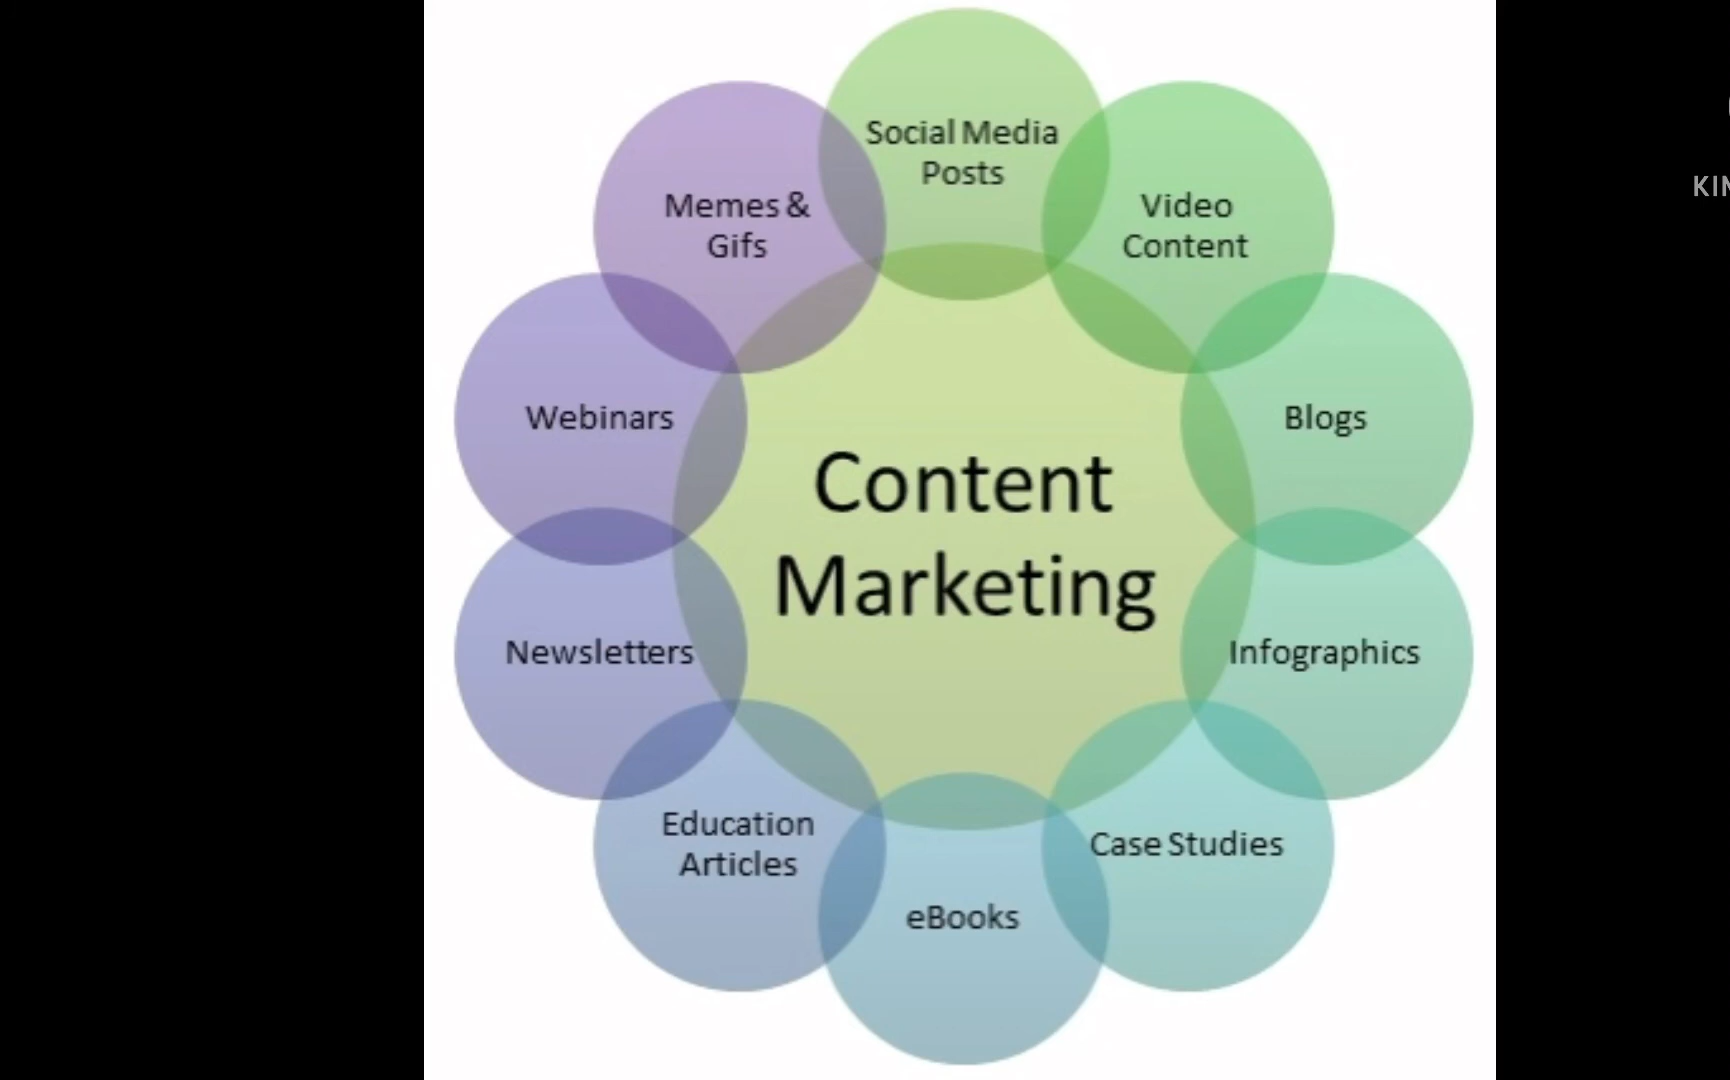 Social Media
Posts
Video
Content
Blogs
Infographics
Case Studies
eBooks
Education
Articles
Newsletters
Webinars
Memes &
Gifs
Content
Marketing